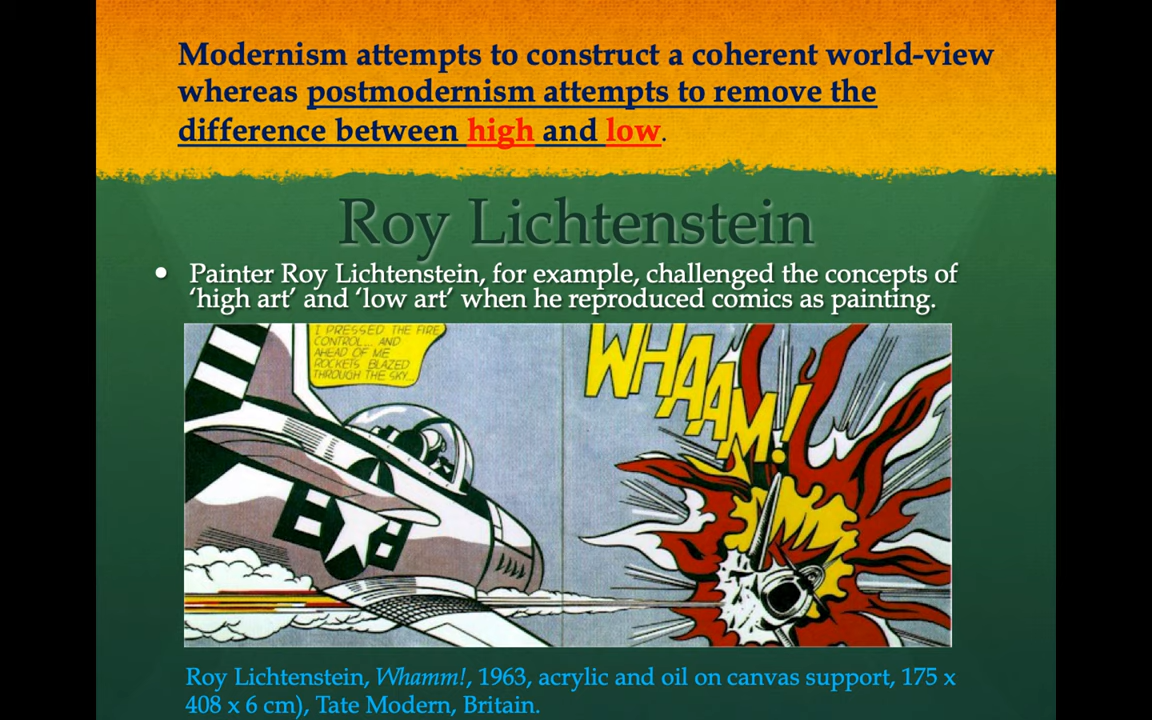 Modernism attempts to construct a coherent world-view
whereas postmodernism attempts to remove the
difference between high and low.
Roy Lichtenstein
• Painter Roy Lichtenstein, for example, challenged the concepts of
‘high art’ and ‘low art’ when he reproduced comics as painting.
I PRESSED THE FIRE
CONTROL... AND
AHEAD OF ME
ROCKETS BLAZED
THROUGH THE SKY...
WHAAM!
Roy Lichtenstein, Whamm!, 1963, acrylic and oil on canvas support, 175 x
408 x 6 cm), Tate Modern, Britain.